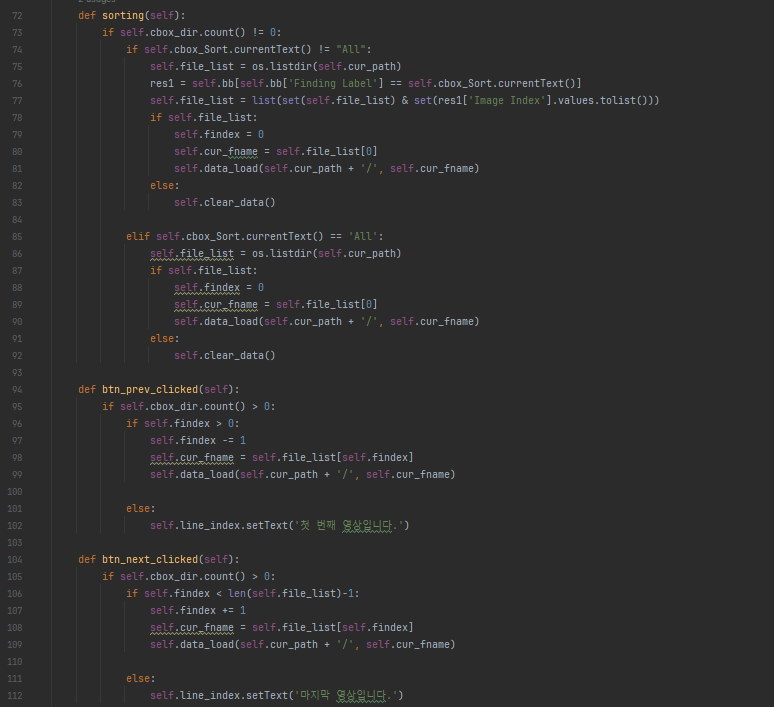 2 usages
72 def sorting(self):
73 if self.cbox_dir.count() != 0:
74 if self.cbox_Sort.currentText() != "All":
75 self.file_list = os.listdir(self.cur_path)
76 res1 = self.bb[self.bb['Finding Label'] == self.cbox_Sort.currentText()]
77 self.file_list = list(set(self.file_list) & set(res1['Image Index'].values.tolist()))
78 if self.file_list:
79 self.findex = 0
80 self.cur_fname = self.file_list[0]
81 self.data_load(self.cur_path + '/', self.cur_fname)
82 else:
83 self.clear_data()
84
85 elif self.cbox_Sort.currentText() == 'All':
86 self.file_list = os.listdir(self.cur_path)
87 if self.file_list:
88 self.findex = 0
89 self.cur_fname = self.file_list[0]
90 self.data_load(self.cur_path + '/', self.cur_fname)
91 else:
92 self.clear_data()
93
94 def btn_prev_clicked(self):
95 if self.cbox_dir.count() > 0:
96 if self.findex > 0:
97 self.findex -= 1
98 self.cur_fname = self.file_list[self.findex]
99 self.data_load(self.cur_path + '/', self.cur_fname)
100
101 else:
102 self.line_index.setText('첫 번째 영상입니다.')
103
104 def btn_next_clicked(self):
105 if self.cbox_dir.count() > 0:
106 if self.findex < len(self.file_list)-1:
107 self.findex += 1
108 self.cur_fname = self.file_list[self.findex]
109 self.data_load(self.cur_path + '/', self.cur_fname)
110
111 else:
112 self.line_index.setText('마지막 영상입니다.')